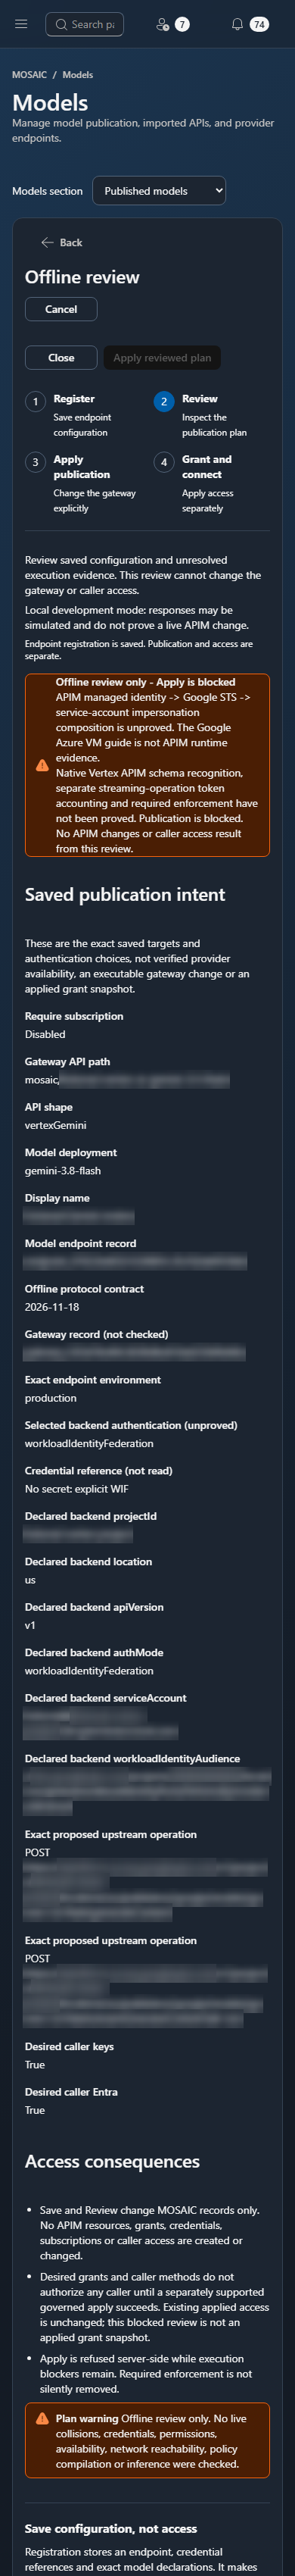 Search pa
7
74
MOSAIC / Models
Models
Manage model publication, imported APIs, and provider
endpoints.
Models section
Published models
Back
Offline review
Cancel
Close
Apply reviewed plan
1
Register
Save endpoint
configuration
2
Review
Inspect the
publication plan
3
Apply
publication
Change the gateway
explicitly
4
Grant and
connect
Apply access
separately
Review saved configuration and unresolved
execution evidence. This review cannot change the
gateway or caller access.
Local development mode: responses may be
simulated and do not prove a live APIM change.
Endpoint registration is saved. Publication and access are
separate.
Offline review only - Apply is blocked
APIM managed identity -> Google STS ->
service-account impersonation
composition is unproved. The Google
Azure VM guide is not APIM runtime
evidence.
Native Vertex APIM schema recognition,
separate streaming-operation token
accounting and required enforcement have
not been proved. Publication is blocked.
No APIM changes or caller access result
from this review.
Saved publication intent
These are the exact saved targets and
authentication choices, not verified provider
availability, an executable gateway change or an
applied grant snapshot.
Require subscription
Disabled
Gateway API path
mosaic/
API shape
vertexGemini
Model deployment
gemini-3.8-flash
Display name
Model endpoint record
Offline protocol contract
2026-11-18
Gateway record (not checked)
Exact endpoint environment
production
Selected backend authentication (unproved)
workloadIdentityFederation
Credential reference (not read)
No secret: explicit WIF
Declared backend projectId
Declared backend location
us
Declared backend apiVersion
v1
Declared backend authMode
workloadIdentityFederation
Declared backend serviceAccount
Declared backend workloadIdentityAudience
Exact proposed upstream operation
POST
Exact proposed upstream operation
POST
Desired caller keys
True
Desired caller Entra
True
Access consequences
• Save and Review change MOSAIC records only.
No APIM resources, grants, credentials,
subscriptions or caller access are created or
changed.
• Desired grants and caller methods do not
authorize any caller until a separately supported
governed apply succeeds. Existing applied access
is unchanged; this blocked review is not an
applied grant snapshot.
• Apply is refused server-side while execution
blockers remain. Required enforcement is not
silently removed.
Plan warning Offline review only. No live
collisions, credentials, permissions,
availability, network reachability, policy
compilation or inference were checked.
Save configuration, not access
Registration stores an endpoint, credential
references and exact model declarations. It makes